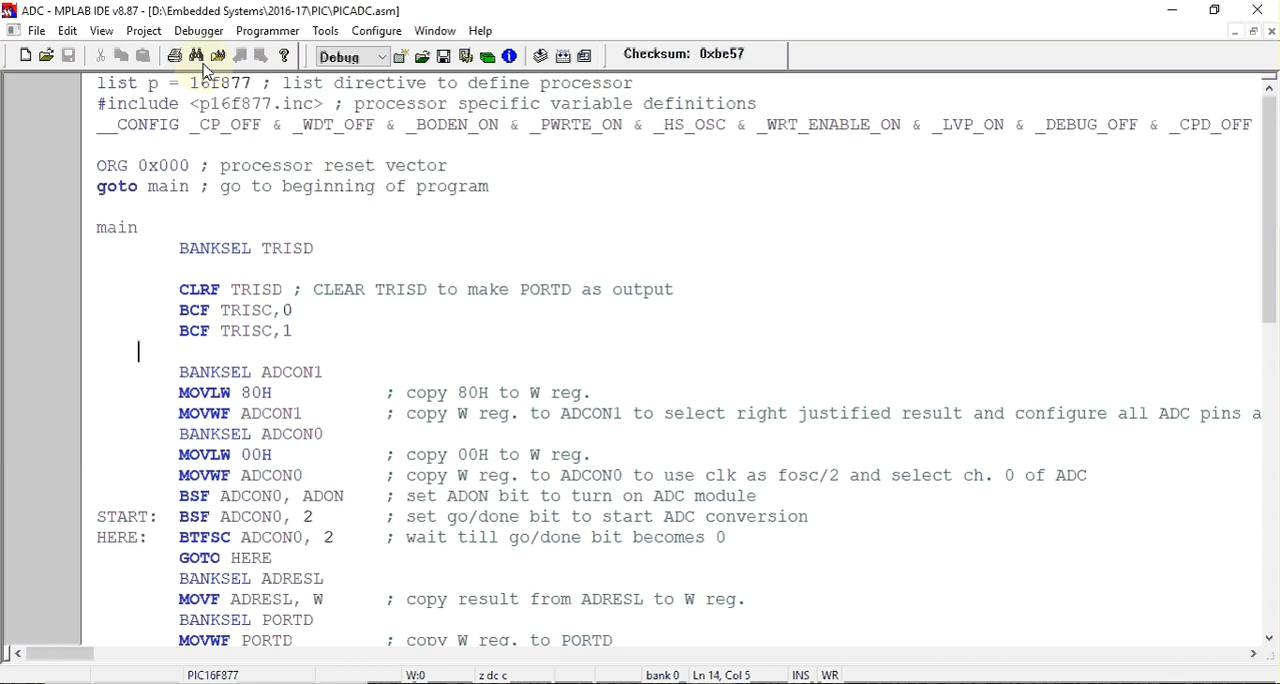 ADC - MPLAB IDE v8.87 - [D:\Embedded Systems\2016-17\PIC\PICADC.asm]
File Edit View Project Debugger Programmer Tools Configure Window Help
Debug Checksum: 0xbe57
list p = 16f877 ; list directive to define processor
#include <p16f877.inc> ; processor specific variable definitions
__CONFIG _CP_OFF & _WDT_OFF & _BODEN_ON & _PWRTE_ON & _HS_OSC & _WRT_ENABLE_ON & _LVP_ON & _DEBUG_OFF & _CPD_OFF
ORG 0x000 ; processor reset vector
goto main ; go to beginning of program
main
BANKSEL TRISD
CLRF TRISD ; CLEAR TRISD to make PORTD as output
BCF TRISC,0
BCF TRISC,1
BANKSEL ADCON1
MOVLW 80H ; copy 80H to W reg.
MOVWF ADCON1 ; copy W reg. to ADCON1 to select right justified result and configure all ADC pins a
BANKSEL ADCON0
MOVLW 00H ; copy 00H to W reg.
MOVWF ADCON0 ; copy W reg. to ADCON0 to use clk as fosc/2 and select ch. 0 of ADC
BSF ADCON0, ADON ; set ADON bit to turn on ADC module
START: BSF ADCON0, 2 ; set go/done bit to start ADC conversion
HERE: BTFSC ADCON0, 2 ; wait till go/done bit becomes 0
GOTO HERE
BANKSEL ADRESL
MOVF ADRESL, W ; copy result from ADRESL to W reg.
BANKSEL PORTD
MOVWF PORTD ; copy W reg. to PORTD
PIC16F877 W:0 z dc c bank 0 Ln 14, Col 5 INS WR